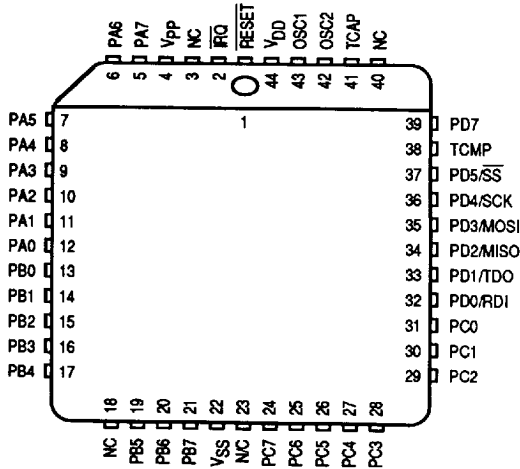 PA6 PA7 VPP NC IRQ RESET VDD OSC1 OSC2 TCAP NC
6 5 4 3 2 44 43 42 41 40
1
PA5 7 39 PD7
PA4 8 38 TCMP
PA3 9 37 PD5/SS
PA2 10 36 PD4/SCK
PA1 11 35 PD3/MOSI
PA0 12 34 PD2/MISO
PB0 13 33 PD1/TDO
PB1 14 32 PD0/RDI
PB2 15 31 PC0
PB3 16 30 PC1
PB4 17 29 PC2
18 19 20 21 22 23 24 25 26 27 28
NC PB5 PB6 PB7 VSS N/C PC7 PC6 PC5 PC4 PC3